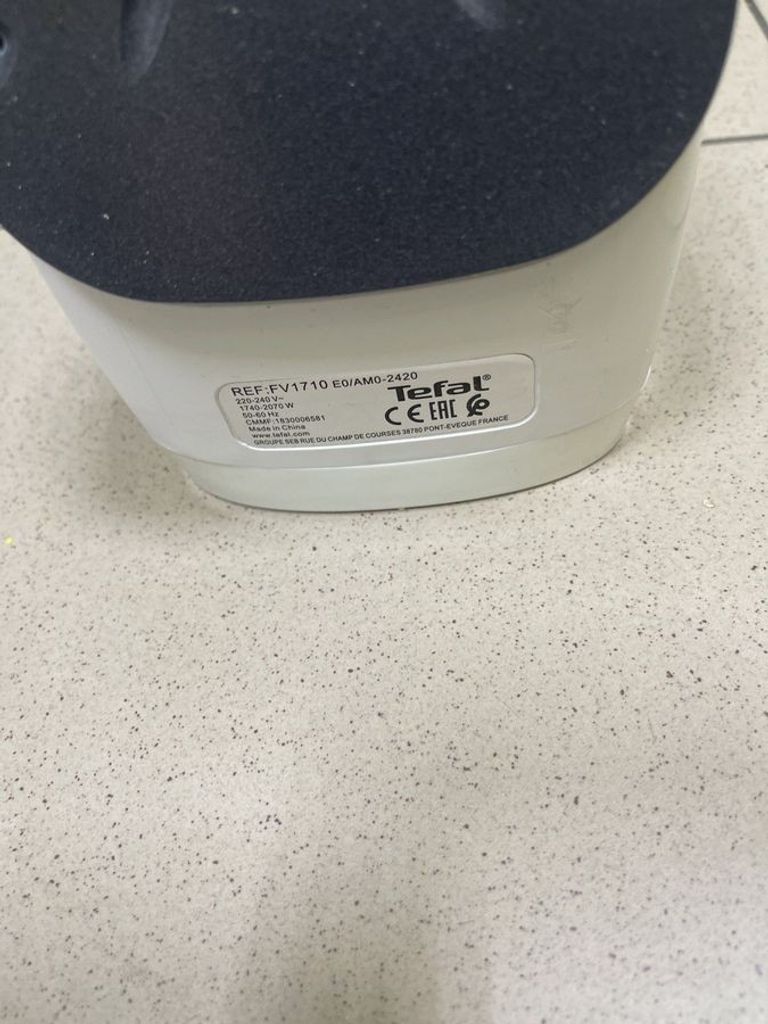 REF:FV1710 E0/AM0-2420
220-240 V~
1740-2070 W
50-60 Hz
CMMF:1830006581
Made in China
www.tefal.com
Tefal®
CE EAC
GROUPE SEB RUE DU CHAMP DE COURSES 38780 PONT-EVEQUE FRANCE